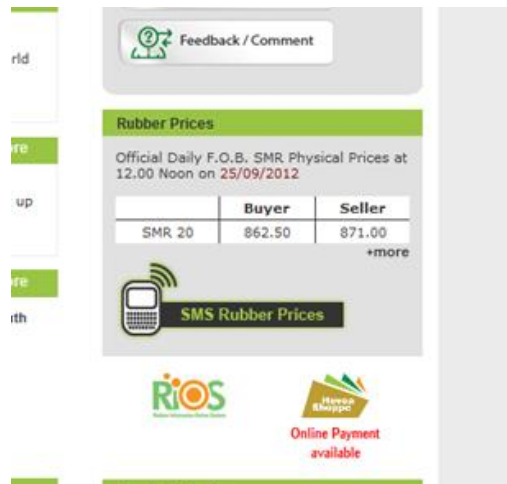 Feedback / Comment
rld
Rubber Prices
re
Official Daily F.O.B. SMR Physical Prices at
12.00 Noon on 25/09/2012
up
Buyer Seller
SMR 20 862.50 871.00
+more
re
SMS Rubber Prices
ith
RiOS
Hevea
Shoppe
Online Payment
available